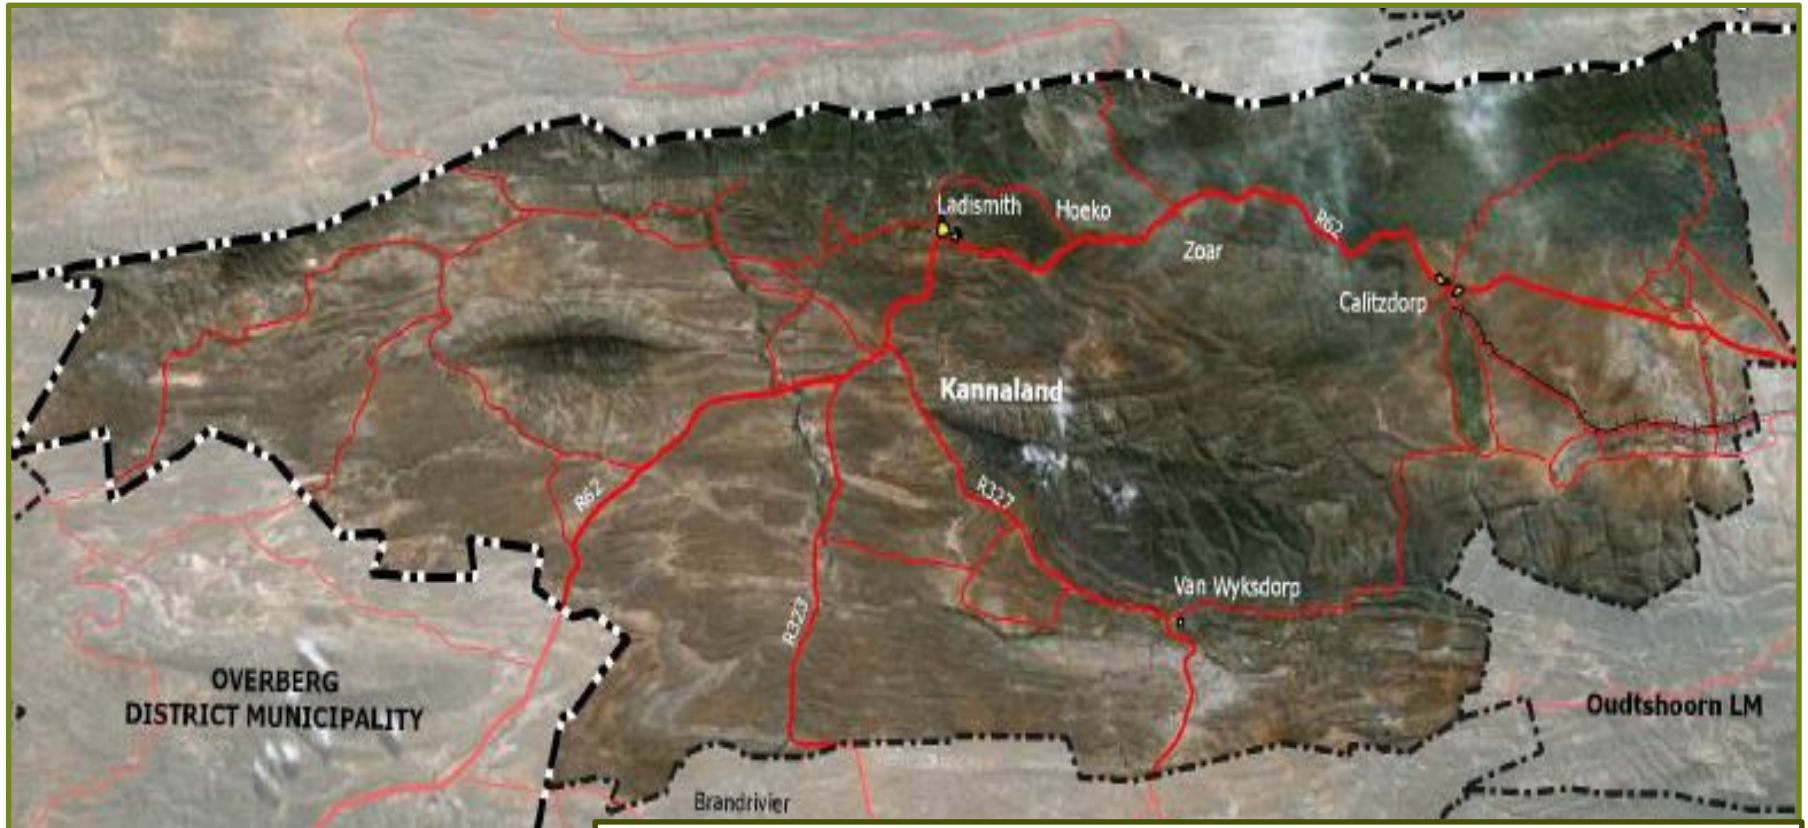 Ladismith
Hoeko
R62
Zoar
Calitzdorp
Kannaland
R62
R327
Van Wyksdorp
R323
OVERBERG
DISTRICT MUNICIPALITY
Oudtshoorn LM
Brandrivier